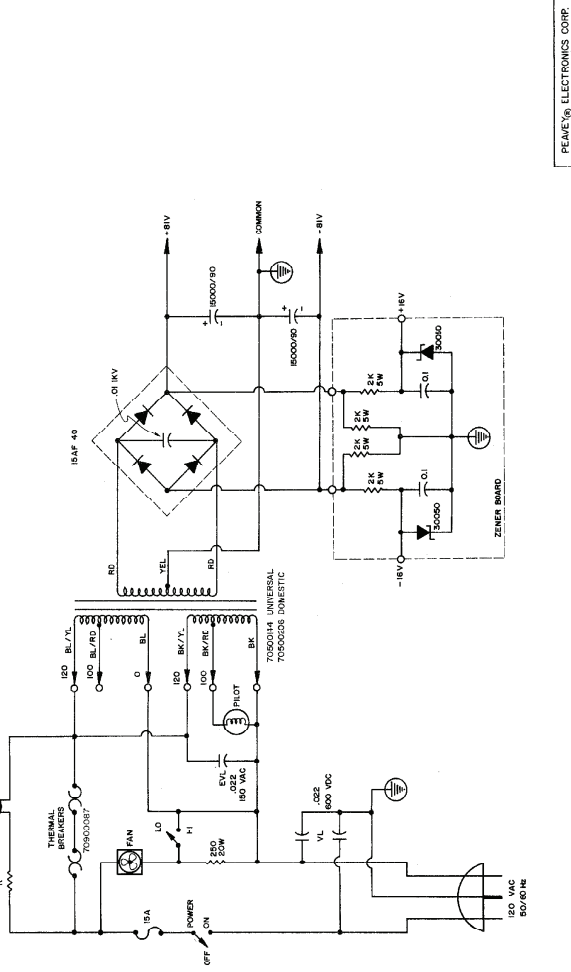 PEAVEY® ELECTRONICS CORP.
+81V
COMMON
-81V
15000/90
+
-
15000/90
+
-
.01 1KV
15AF 40
RD
YEL
RD
2K
5W
2K
5W
2K
5W
2K
5W
0.1
0.1
+16V
-16V
30050
ZENER BOARD
70500144 UNIVERSAL
70500206 DOMESTIC
BL/YL
BL/RD
BL
BK/YL
BK/RD
BK
120
100
0
120
100
PILOT
EVL
.022
150 VAC
THERMAL
BREAKERS
70900087
FAN
LO
HI
250
20W
.022
600 VDC
VL
15A
POWER
ON
OFF
120 VAC
50/60 Hz